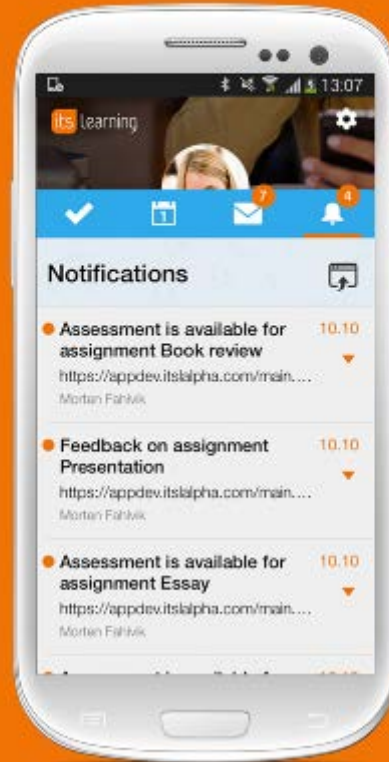 13:07
its learning
1
7
4
Notifications
Assessment is available for
assignment Book review
10.10
https://appdev.itslalpha.com/main....
Morten Fahlvik
Feedback on assignment
Presentation
10.10
https://appdev.itslalpha.com/main....
Morten Fahlvik
Assessment is available for
assignment Essay
10.10
https://appdev.itslalpha.com/main....
Morten Fahlvik